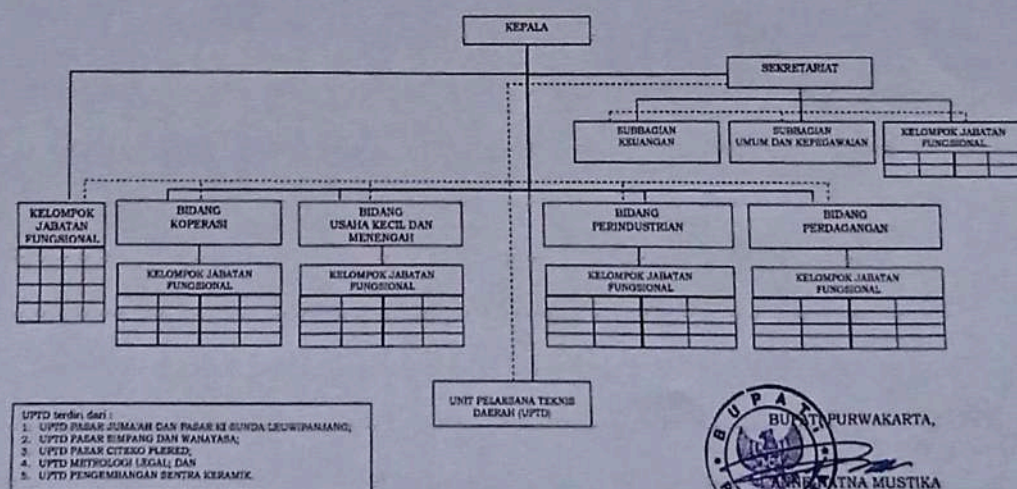 KEPALA
SEKRETARIAT
SUBBAGIAN
KEUANGAN
SUBBAGIAN
UMUM DAN KEPEGAWAIAN
KELOMPOK JABATAN
FUNGSIONAL
KELOMPOK
JABATAN
FUNGSIONAL
BIDANG
KOPERASI
BIDANG
USAHA KECIL DAN
MENENGAH
BIDANG
PERINDUSTRIAN
BIDANG
PERDAGANGAN
KELOMPOK JABATAN
FUNGSIONAL
KELOMPOK JABATAN
FUNGSIONAL
KELOMPOK JABATAN
FUNGSIONAL
KELOMPOK JABATAN
FUNGSIONAL
UNIT PELAKSANA TEKNIS
DAERAH (UPTD)
UPTD terdiri dari :
1. UPTD PASAR JUMA'AH DAN PASAR KI SUNDA LEUWIPANJANG;
2. UPTD PASAR SIMPANG DAN WANAYASA;
3. UPTD PASAR CITEKO PLERED;
4. UPTD METROLOGI LEGAL; DAN
5. UPTD PENGEMBANGAN SENTRA KERAMIK.
BUPATI PURWAKARTA,
BUPATI
ANNE RATNA MUSTIKA